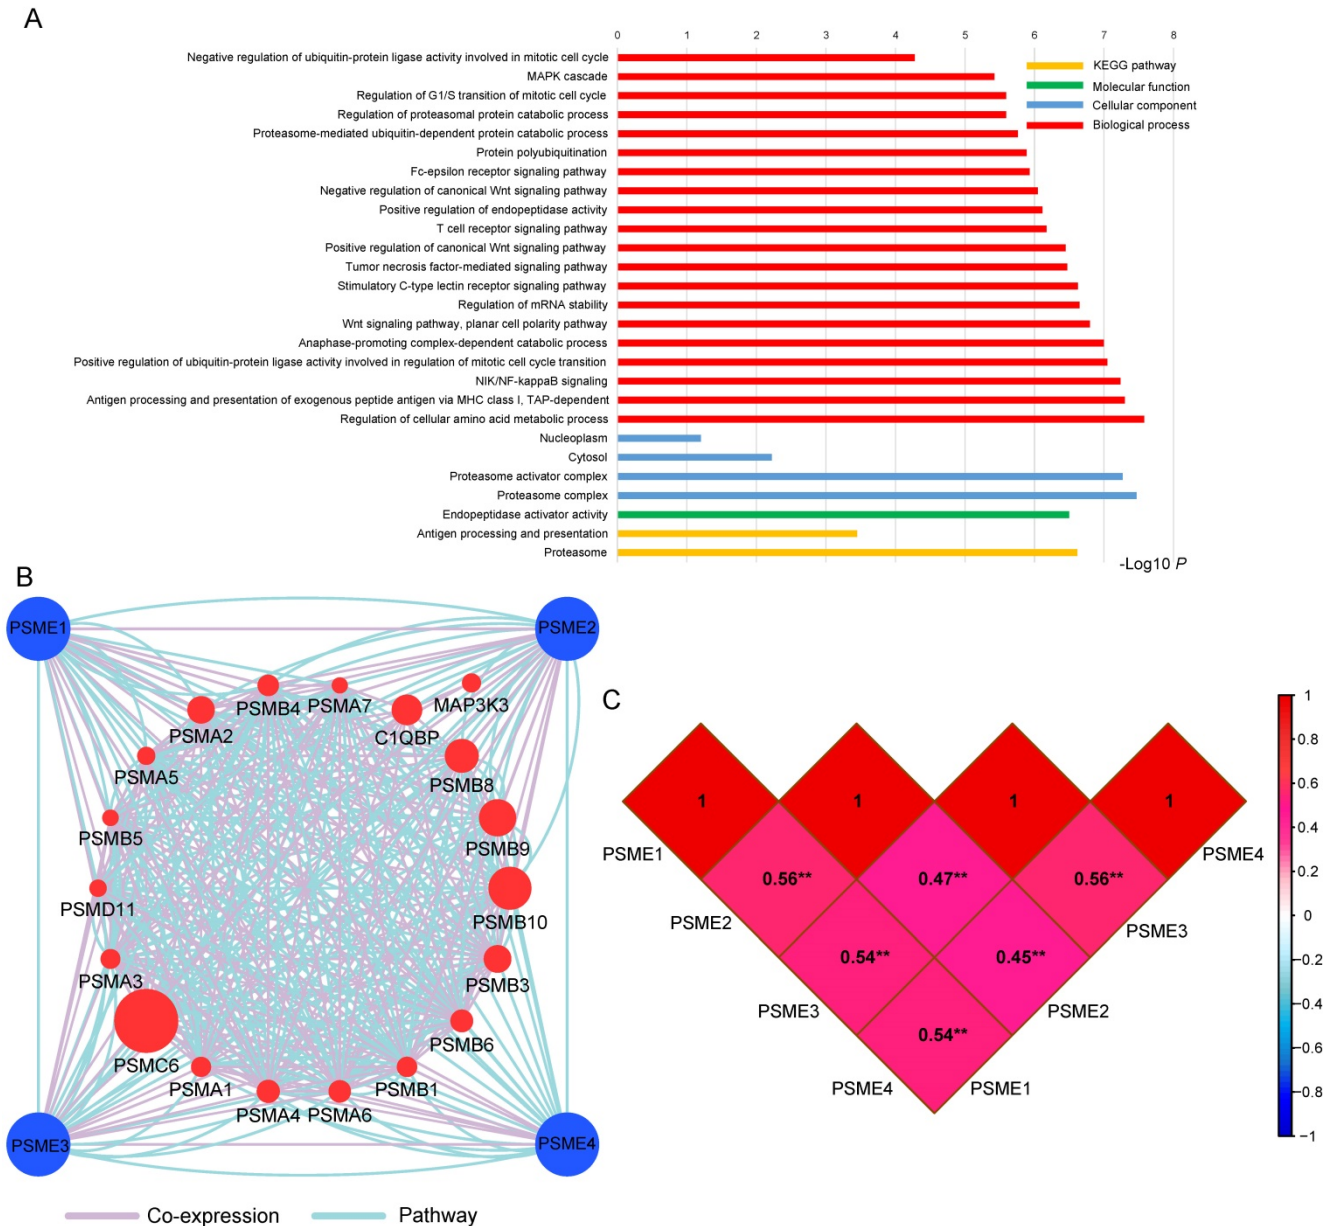 A
0 1 2 3 4 5 6 7 8
Negative regulation of ubiquitin-protein ligase activity involved in mitotic cell cycle
MAPK cascade
Regulation of G1/S transition of mitotic cell cycle
Regulation of proteasomal protein catabolic process
Proteasome-mediated ubiquitin-dependent protein catabolic process
Protein polyubiquitination
Fc-epsilon receptor signaling pathway
Negative regulation of canonical Wnt signaling pathway
Positive regulation of endopeptidase activity
T cell receptor signaling pathway
Positive regulation of canonical Wnt signaling pathway
Tumor necrosis factor-mediated signaling pathway
Stimulatory C-type lectin receptor signaling pathway
Regulation of mRNA stability
Wnt signaling pathway, planar cell polarity pathway
Anaphase-promoting complex-dependent catabolic process
Positive regulation of ubiquitin-protein ligase activity involved in regulation of mitotic cell cycle transition
NIK/NF-kappaB signaling
Antigen processing and presentation of exogenous peptide antigen via MHC class I, TAP-dependent
Regulation of cellular amino acid metabolic process
Nucleoplasm
Cytosol
Proteasome activator complex
Proteasome complex
Endopeptidase activator activity
Antigen processing and presentation
Proteasome
KEGG pathway
Molecular function
Cellular component
Biological process
-Log10 P
B
PSME1
PSME2
PSMB4
PSMA7
MAP3K3
PSMA2
C1QBP
PSMA5
PSMB8
PSMB5
PSMB9
PSMD11
PSMB10
PSMA3
PSMB3
PSMC6
PSMB6
PSMA1
PSMB1
PSMA4
PSMA6
PSME3
PSME4
Co-expression
Pathway
C
1 1 1 1
PSME1
PSME4
0.56** 0.47** 0.56**
PSME2
PSME3
0.54** 0.45**
PSME3
PSME2
0.54**
PSME4
PSME1
1
0.8
0.6
0.4
0.2
0
−0.2
−0.4
−0.6
−0.8
−1